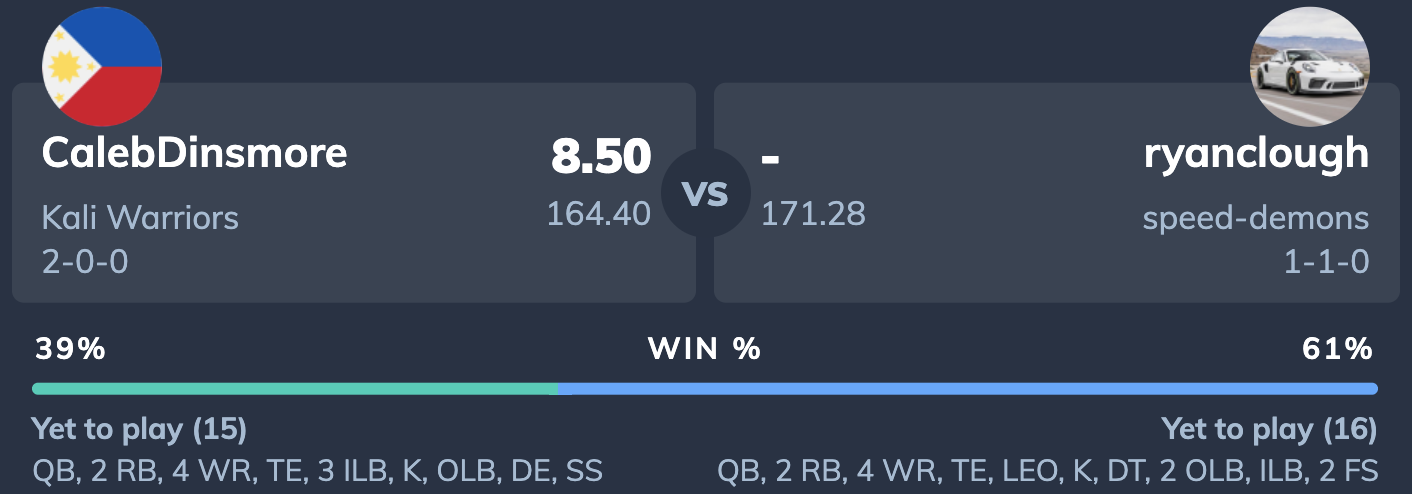 CalebDinsmore
8.50
Kali Warriors
164.40
2-0-0
VS
-
ryanclough
171.28
speed-demons
1-1-0
39%
WIN %
61%
Yet to play (15)
QB, 2 RB, 4 WR, TE, 3 ILB, K, OLB, DE, SS
Yet to play (16)
QB, 2 RB, 4 WR, TE, LEO, K, DT, 2 OLB, ILB, 2 FS